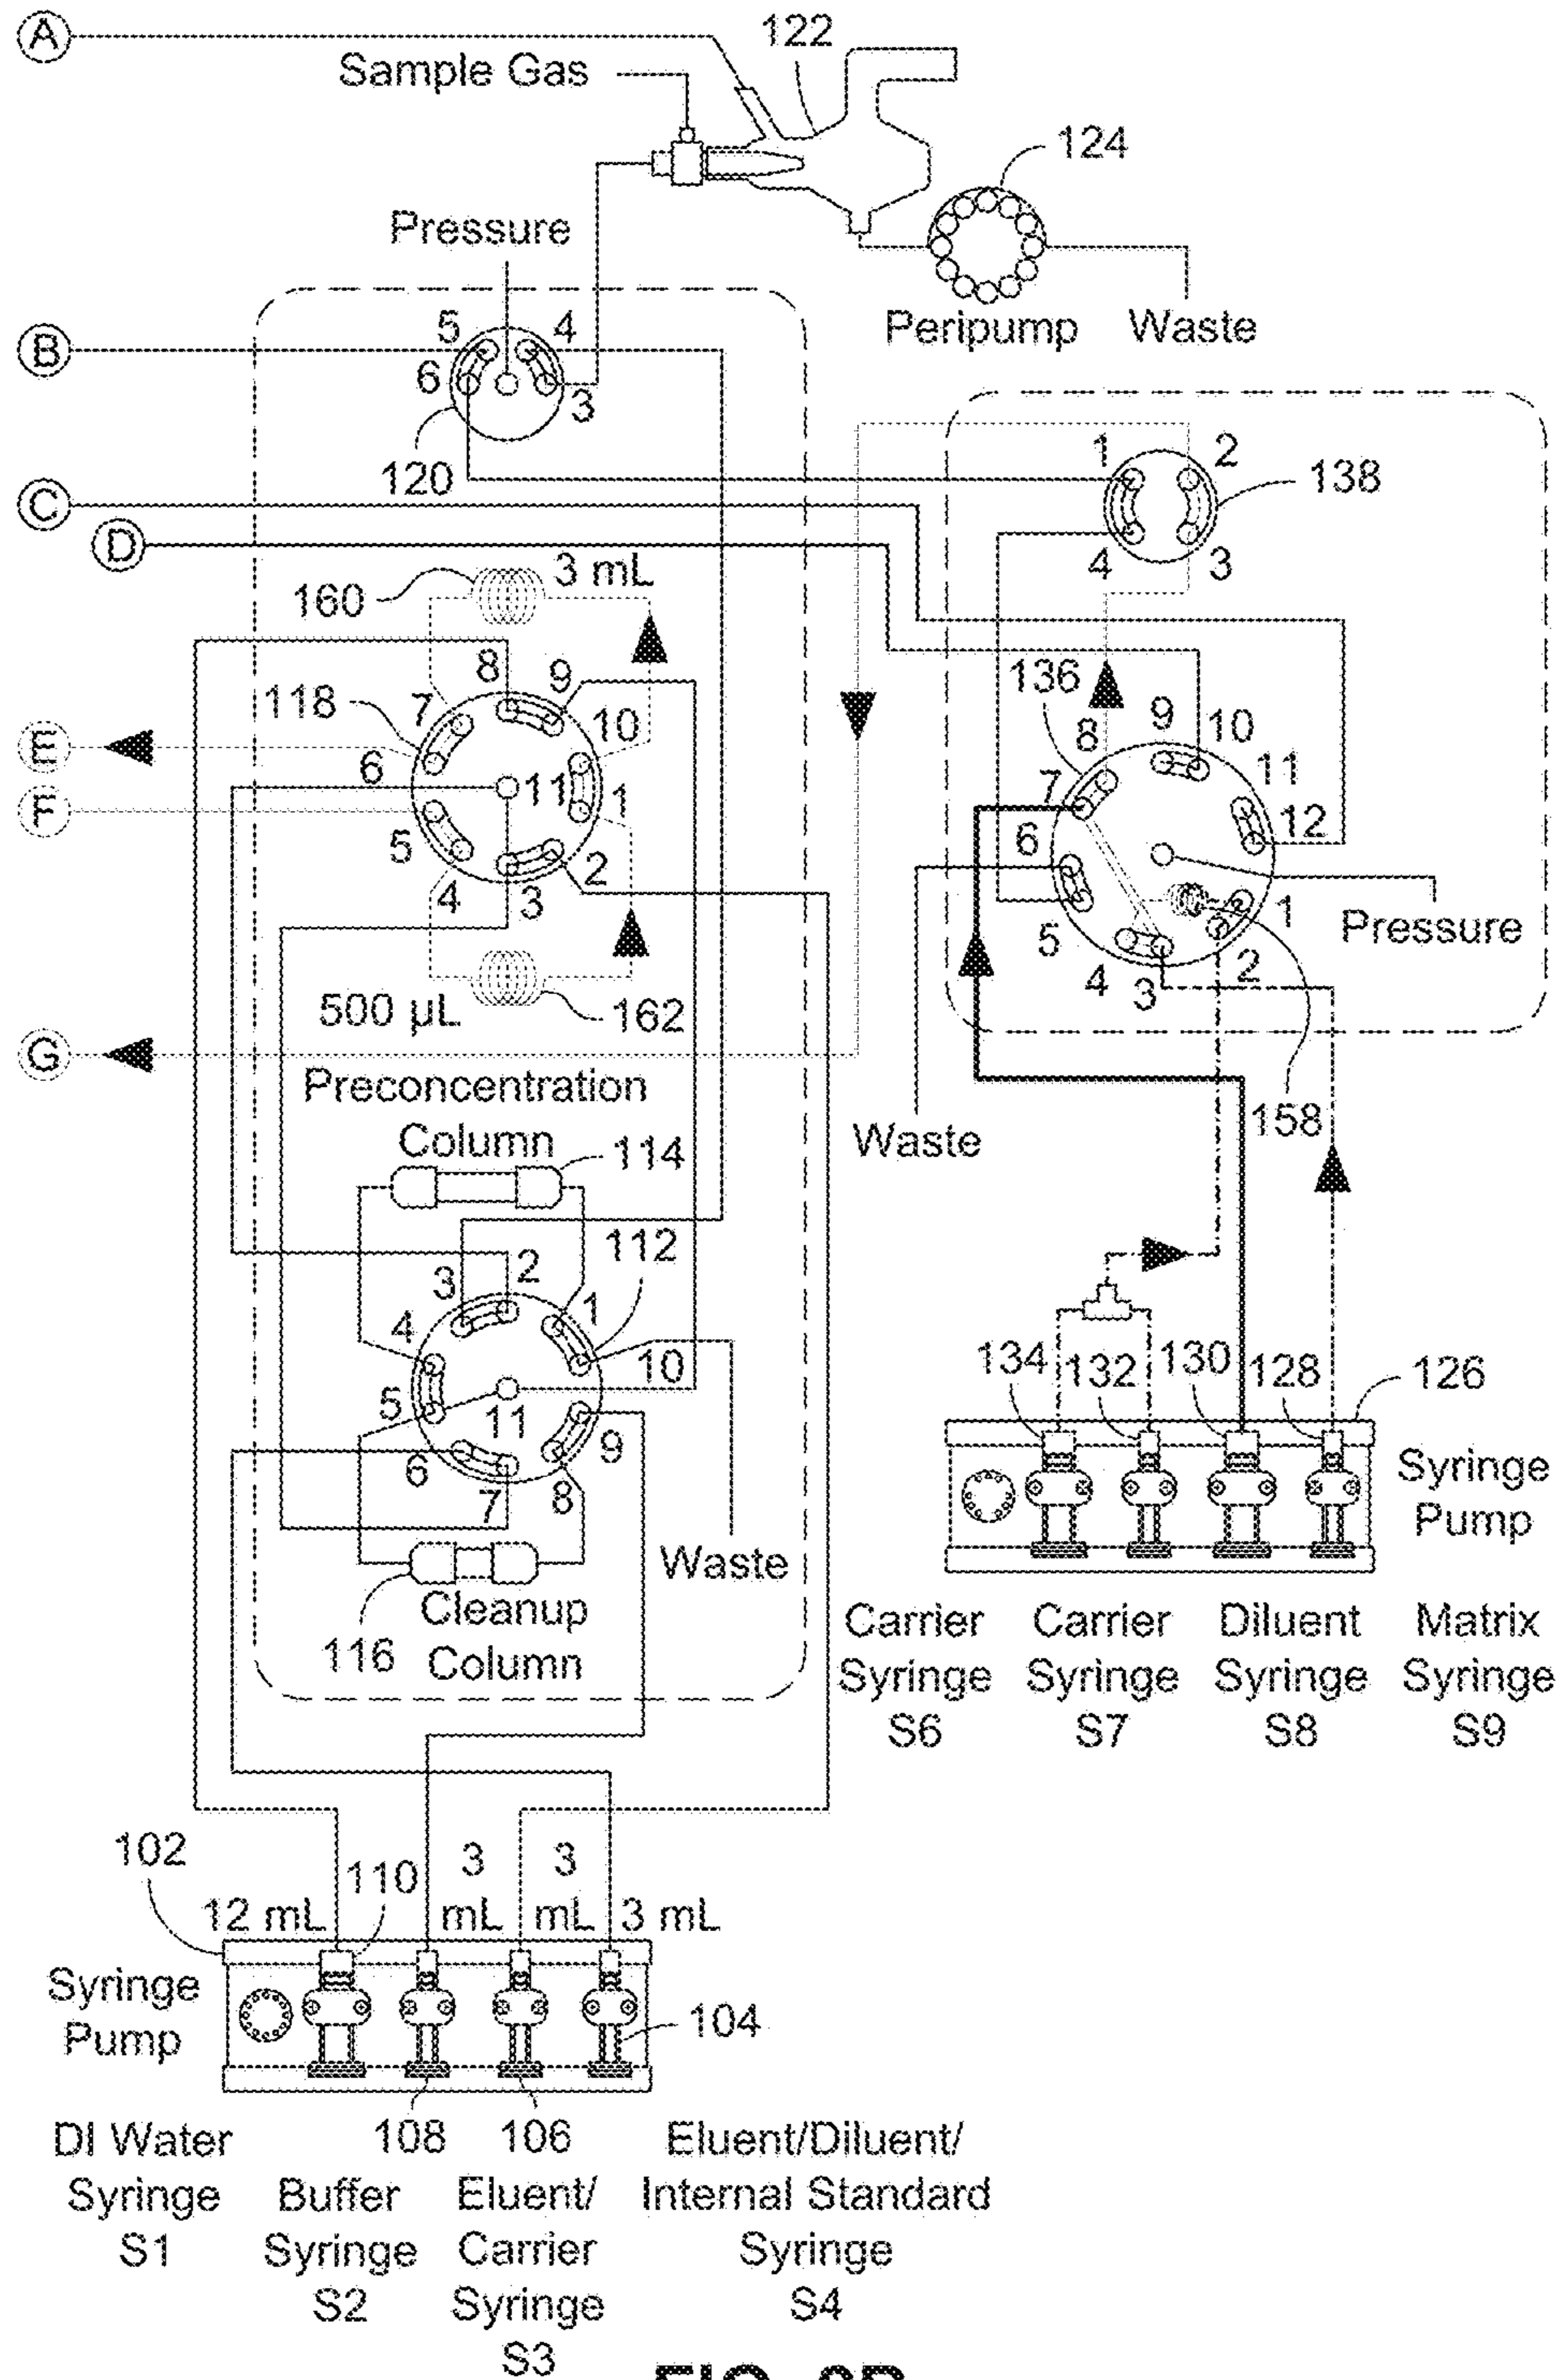 A
122
Sample Gas
124
Pressure
Peripump
Waste
B
5
4
6
3
120
1
2
138
C
D
4
3
160
3 mL
8
9
118
7
10
136
9
10
8
11
E
6
11
1
7
12
F
6
5
2
4
3
1
Pressure
5
2
4
3
500 µL
162
G
Preconcentration
Column
114
158
Waste
112
3
2
4
1
10
134
132
130
128
126
5
11
9
6
8
7
Syringe
Pump
Waste
Cleanup
Column
116
Carrier
Syringe
S6
Carrier
Syringe
S7
Diluent
Syringe
S8
Matrix
Syringe
S9
102
110
12 mL
3
mL
3
mL
3 mL
Syringe
Pump
104
108
106
DI Water
Syringe
S1
Buffer
Syringe
S2
Eluent/
Carrier
Syringe
S3
Eluent/Diluent/
Internal Standard
Syringe
S4